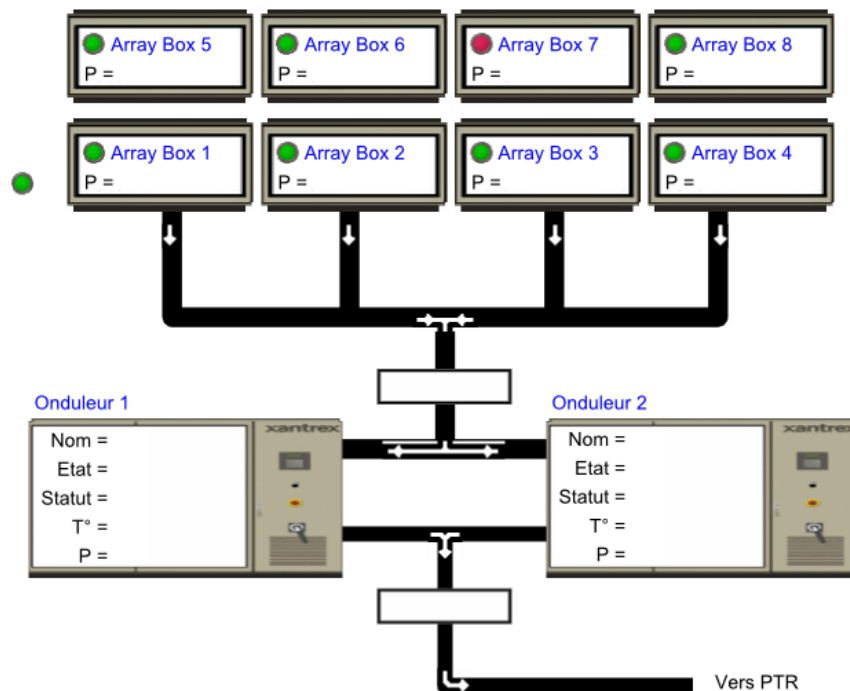 Array Box 5
P =
Array Box 6
P =
Array Box 7
P =
Array Box 8
P =
Array Box 1
P =
Array Box 2
P =
Array Box 3
P =
Array Box 4
P =
Onduleur 1
xantrex
Nom =
Etat =
Statut =
T° =
P =
Onduleur 2
xantrex
Nom =
Etat =
Statut =
T° =
P =
Vers PTR